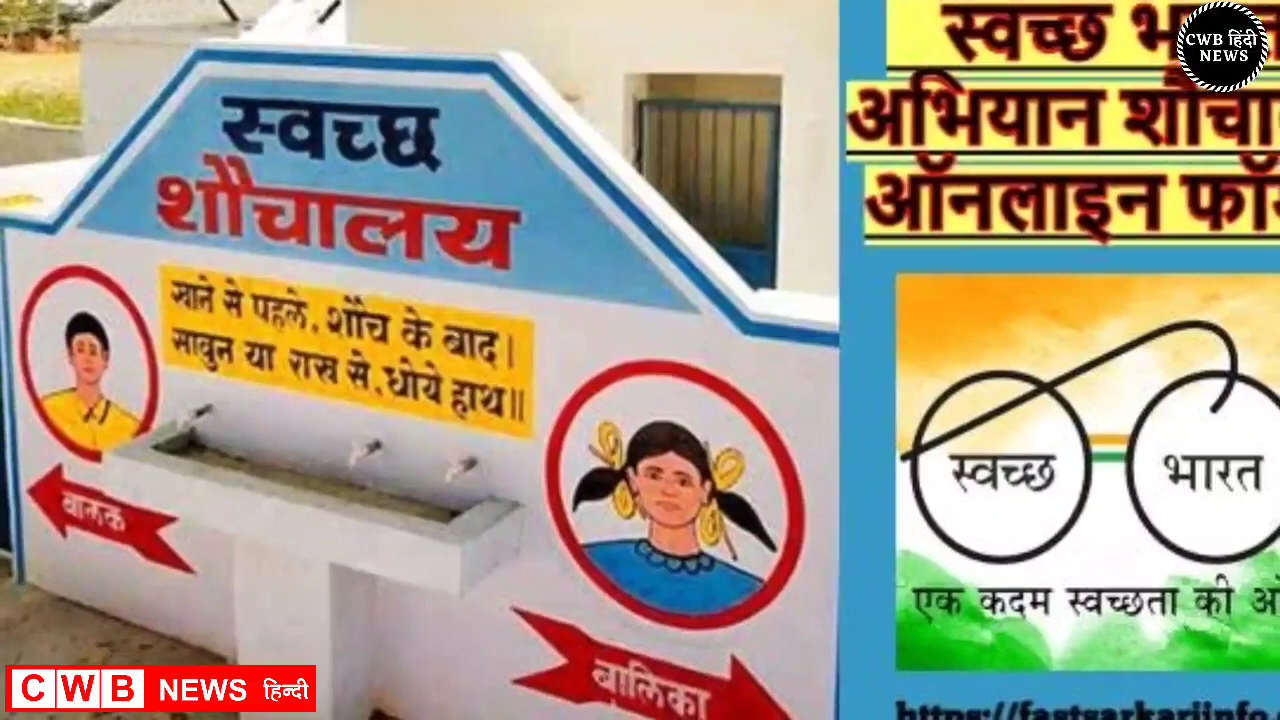 स्वच्छ
शौचालय
खाने से पहले, शौच के बाद।
साबुन या राख से, धोये हाथ॥
बालक
बालिका
स्वच्छ
अभियान
ऑनलाइन
स्वच्छ भारत
एक कदम स्वच्छता की
CWB हिंदी
NEWS
CWB NEWS हिन्दी